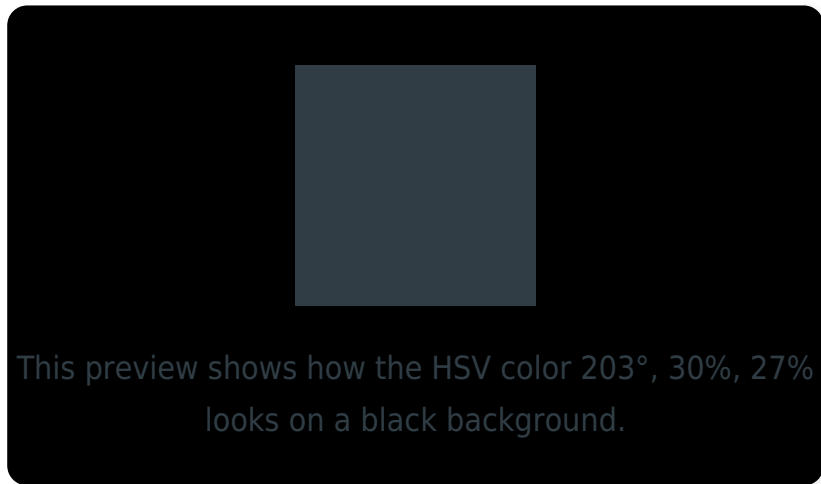 This preview shows how the HSV color 203°, 30%, 27%
looks on a black background.